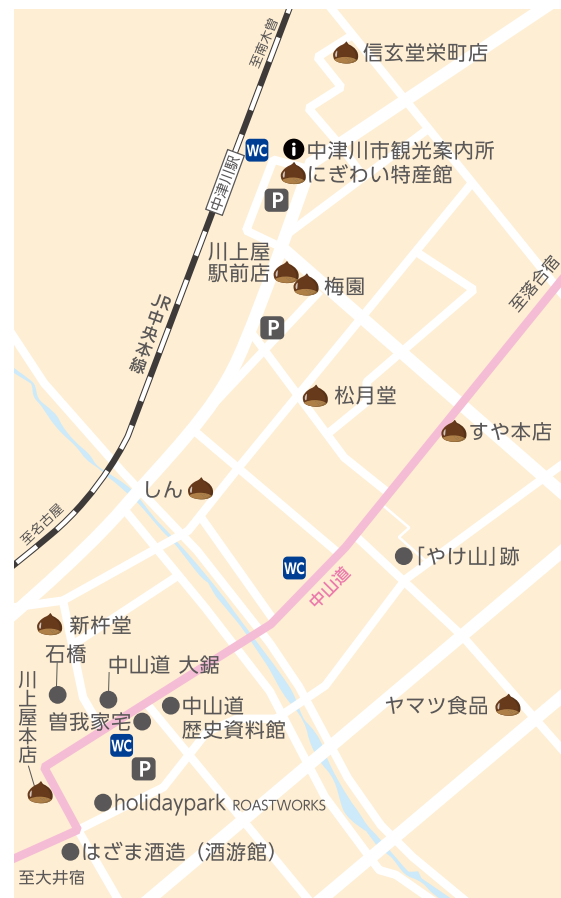 至南木曽
信玄堂栄町店
WC
i
中津川市観光案内所
にぎわい特産館
中津川駅
P
川上屋
駅前店
梅園
至落合宿
JR中央本線
P
松月堂
すや本店
しん
至名古屋
「やけ山」跡
WC
中山道
新杵堂
石橋
中山道 大鋸
川上屋本店
曽我家宅
中山道
歴史資料館
ヤマツ食品
WC
P
holidaypark ROASTWORKS
はざま酒造（酒游館）
至大井宿